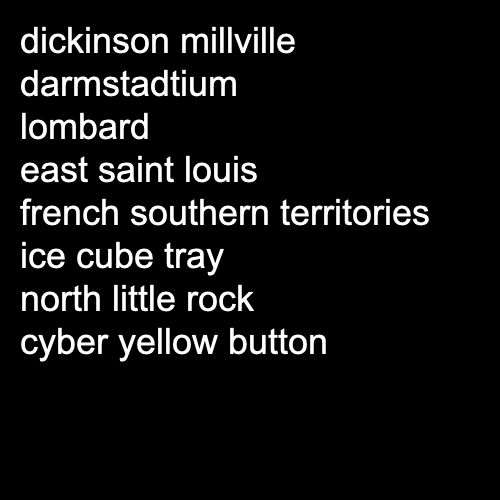 dickinson millville
darmstadtium
lombard
east saint louis
french southern territories
ice cube tray
north little rock
cyber yellow button